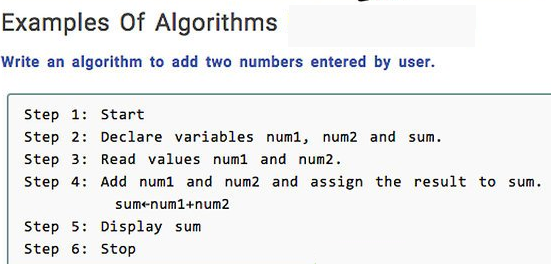 Examples Of Algorithms
Write an algorithm to add two numbers entered by user.
Step 1: Start
Step 2: Declare variables num1, num2 and sum.
Step 3: Read values num1 and num2.
Step 4: Add num1 and num2 and assign the result to sum.
sum←num1+num2
Step 5: Display sum
Step 6: Stop